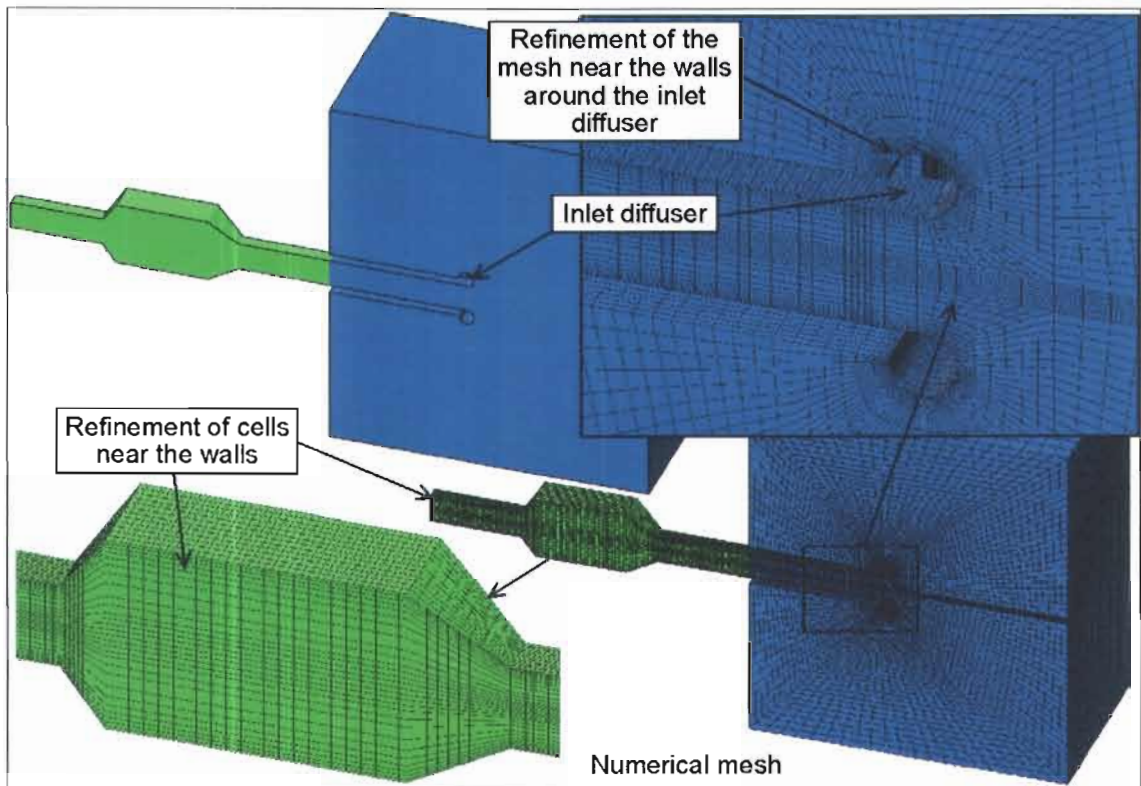 Refinement of the
mesh near the walls
around the inlet
diffuser
Inlet diffuser
Refinement of cells
near the walls
Numerical mesh